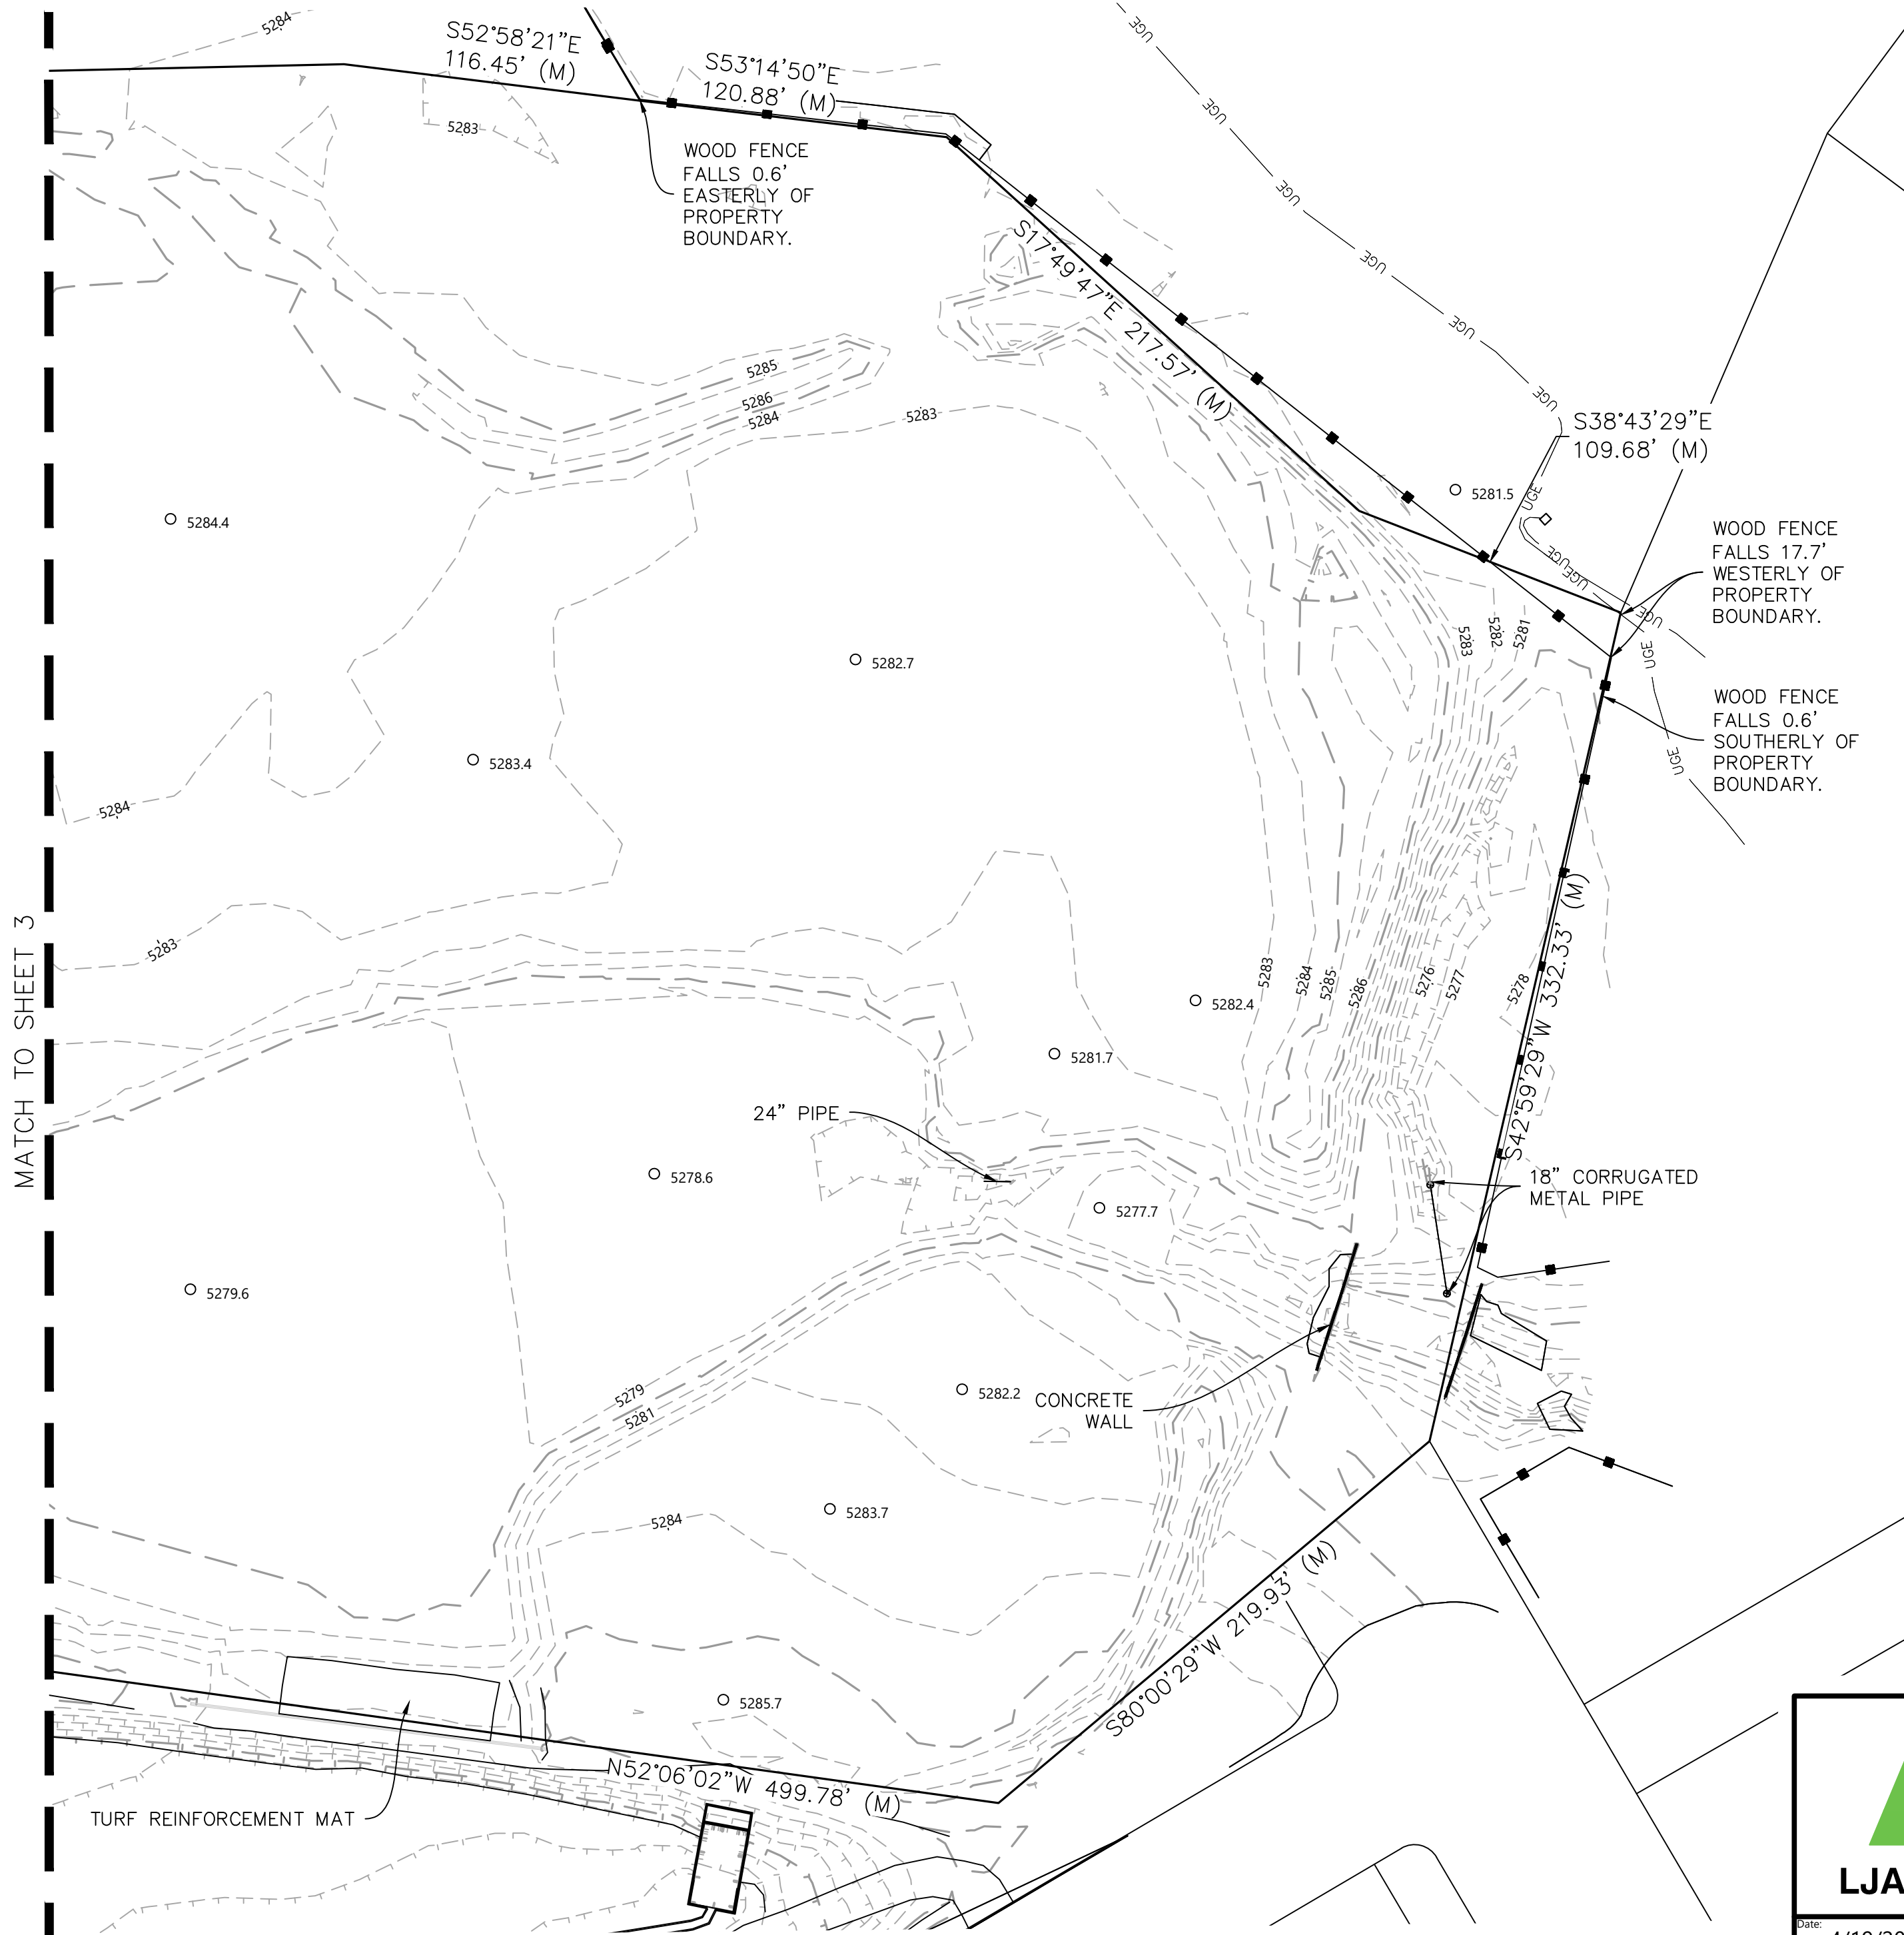 5284
S52°58'21"E
116.45' (M)
S53°14'50"E
120.88' (M)
UGE
UGE
UGE
UGE
UGE
UGE
5283
WOOD FENCE
FALLS 0.6'
EASTERLY OF
PROPERTY
BOUNDARY.
S17°49'47"E 217.57' (M)
5285
5286
5284
5283
S38°43'29"E
109.68' (M)
5281.5
UGE
UGE
UGE
UGE
UGE
UGE
5284.4
WOOD FENCE
FALLS 17.7'
WESTERLY OF
PROPERTY
BOUNDARY.
5283
5282
5281
5282.7
WOOD FENCE
FALLS 0.6'
SOUTHERLY OF
PROPERTY
BOUNDARY.
5283.4
5284
5283
MATCH TO SHEET 3
5283
5284
5285
5286
5276
5277
5278
S42°59'29"W 332.33' (M)
5282.4
5281.7
24" PIPE
5278.6
18" CORRUGATED
METAL PIPE
5277.7
5279.6
5279
5281
5282.2
CONCRETE
WALL
5283.7
5284
S80°00'29"W 219.93' (M)
5285.7
N52°06'02"W 499.78' (M)
TURF REINFORCEMENT MAT
LJA
Date: